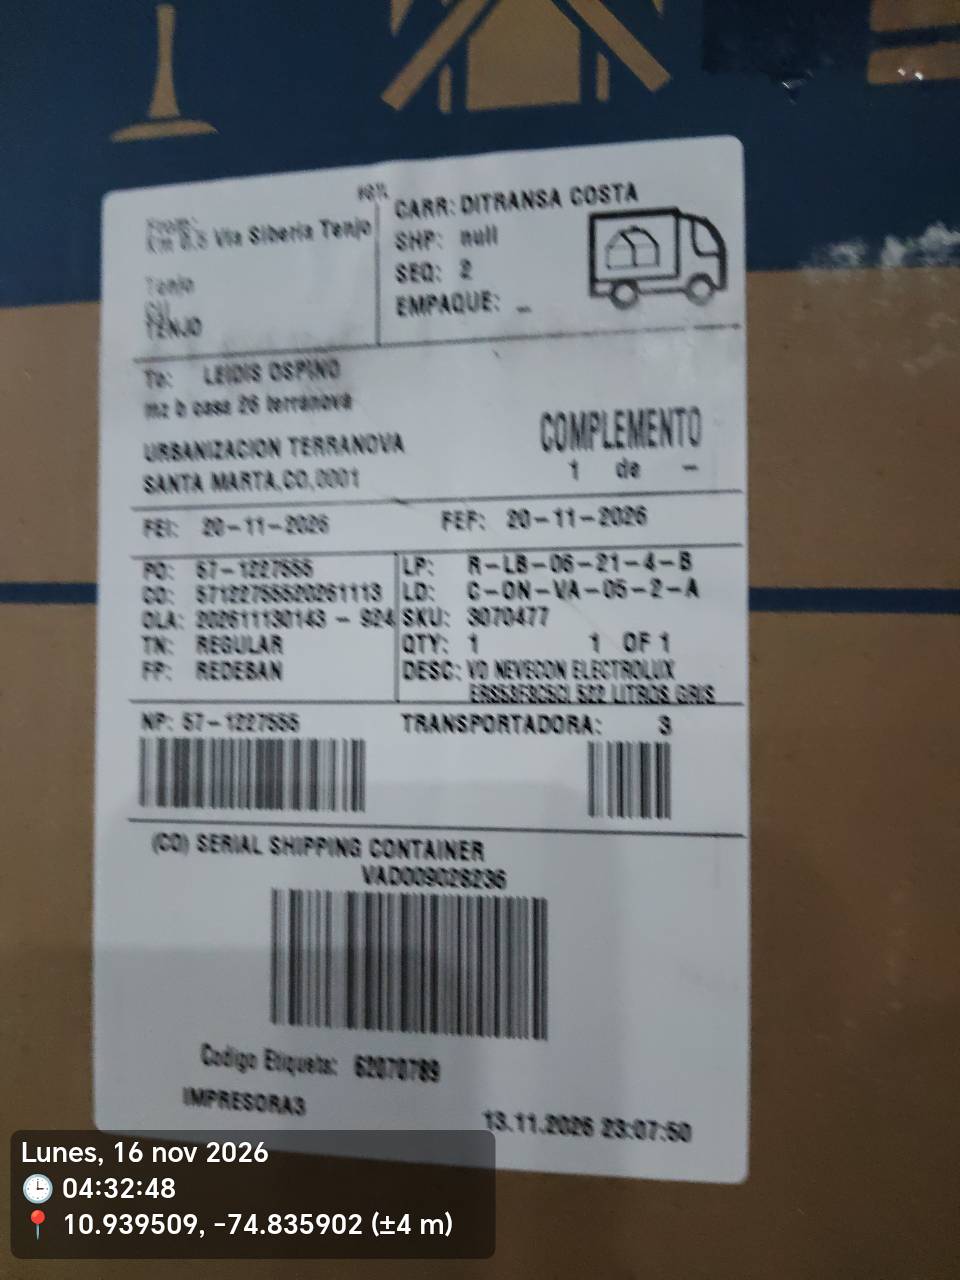 From:
Km 0.5 Via Siberia Tenjo
Tenjo
CU
TENJO
CARR: DITRANSA COSTA
SHP: null
SEQ: 2
EMPAQUE: _
To: LEIDIS OSPINO
mz b casa 26 terranova
URBANIZACION TERRANOVA
SANTA MARTA,CO,0001
COMPLEMENTO
1 de -
FEI: 20-11-2026
FEF: 20-11-2026
PO: 57-1227555
CO: 57122755520261113
OLA: 202611130143 - 924
TN: REGULAR
FP: REDEBAN
LP: R-LB-06-21-4-B
LD: C-ON-VA-05-2-A
SKU: 3070477
QTY: 1 1 OF 1
DESC: VD NEVECON ELECTROLUX
522 LITROS GRIS
NP: 57-1227555
TRANSPORTADORA: 3
(CO) SERIAL SHIPPING CONTAINER
VAD009028236
Codigo Etiqueta: 62070789
IMPRESORA3
13.11.2026 23:07:50
Lunes, 16 nov 2026
04:32:48
10.939509, -74.835902 (±4 m)